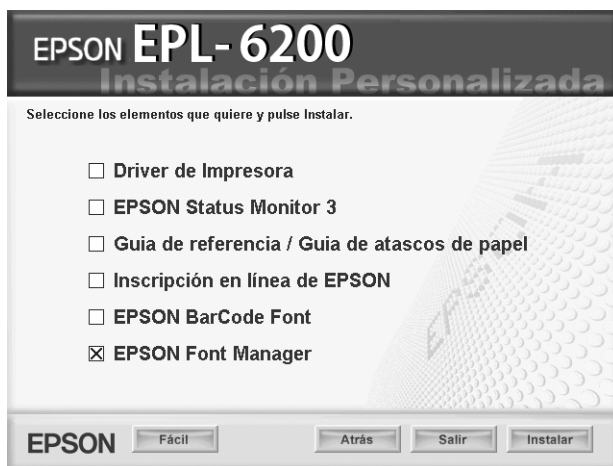 EPSON EPL-6200
Instalación Personalizada
Seleccione los elementos que quiere y pulse Instalar.
Driver de Impresora
EPSON Status Monitor 3
Guia de referencia / Guia de atascos de papel
Inscripción en línea de EPSON
EPSON BarCode Font
EPSON Font Manager
EPSON
EPSON Fácil Atrás Salir Instalar